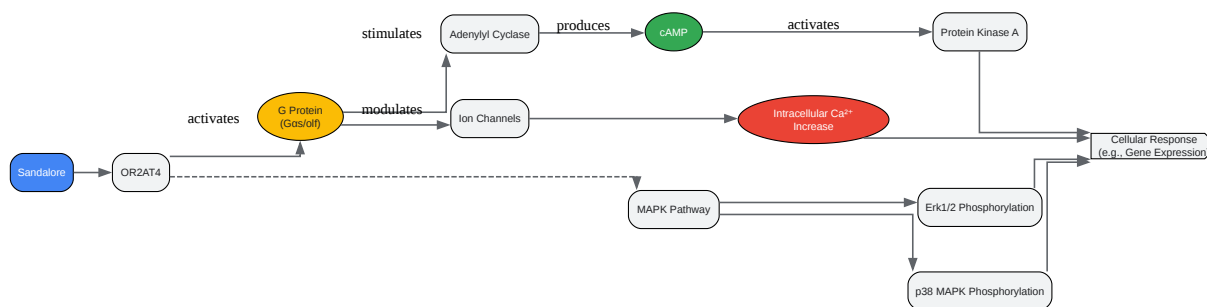 stimulates
Adenylyl Cyclase
produces
cAMP
activates
Protein Kinase A
activates
G Protein
(Gαs/olf)
modulates
Ion Channels
Intracellular Ca²⁺
Increase
Cellular Response
(e.g., Gene Expression)
Sandalore
OR2AT4
MAPK Pathway
Erk1/2 Phosphorylation
p38 MAPK Phosphorylation